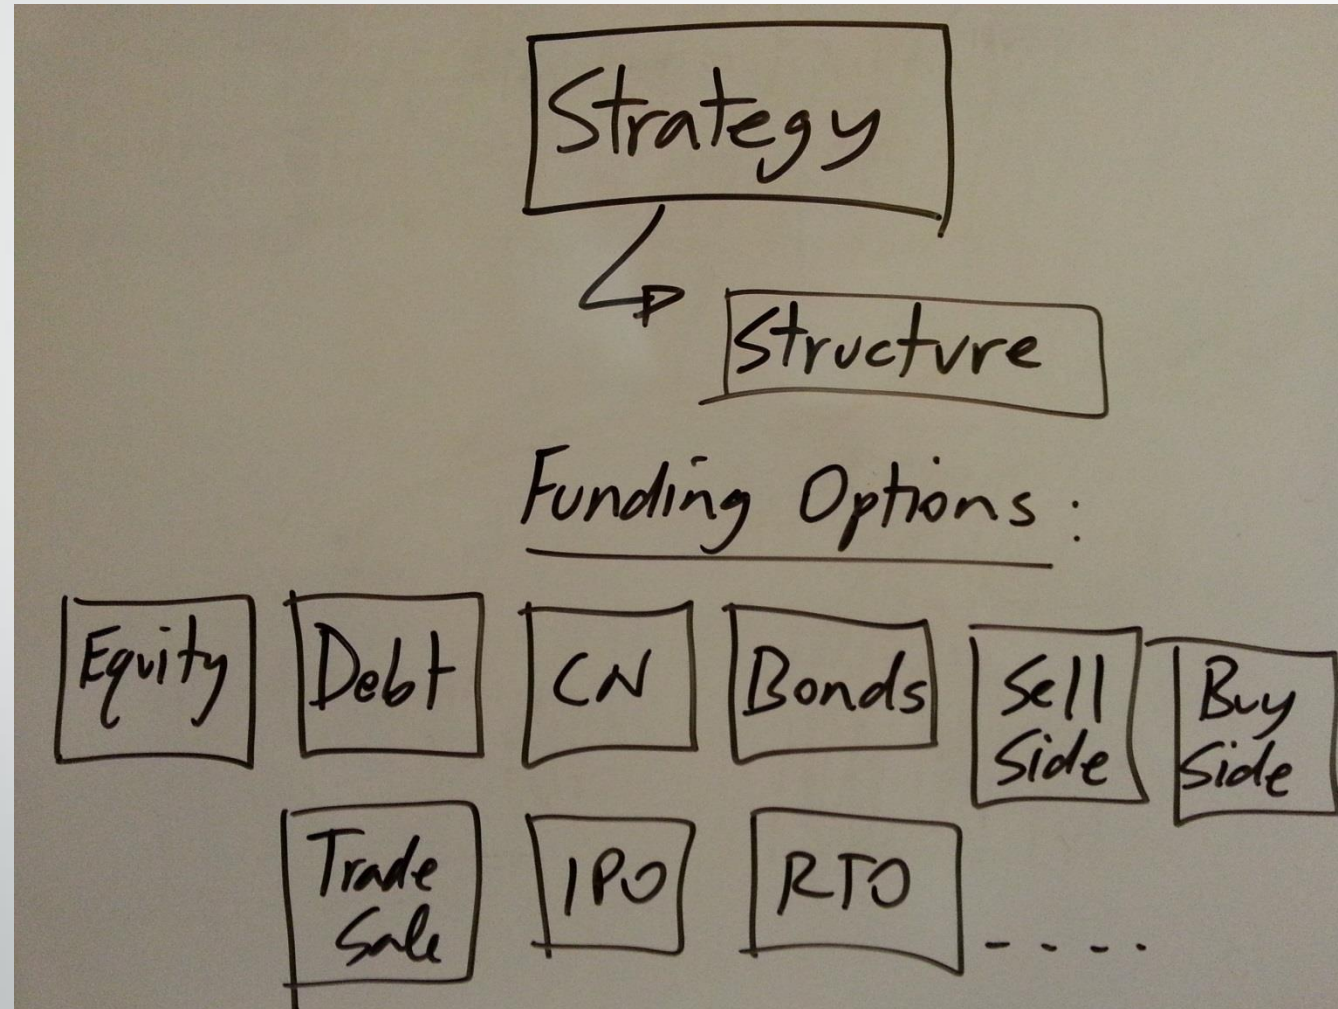 Strategy
Structure
Funding Options:
Equity
Debt
CN
Bonds
Sell
Side
Buy
Side
Trade
Sale
IPO
RTO
- - - -